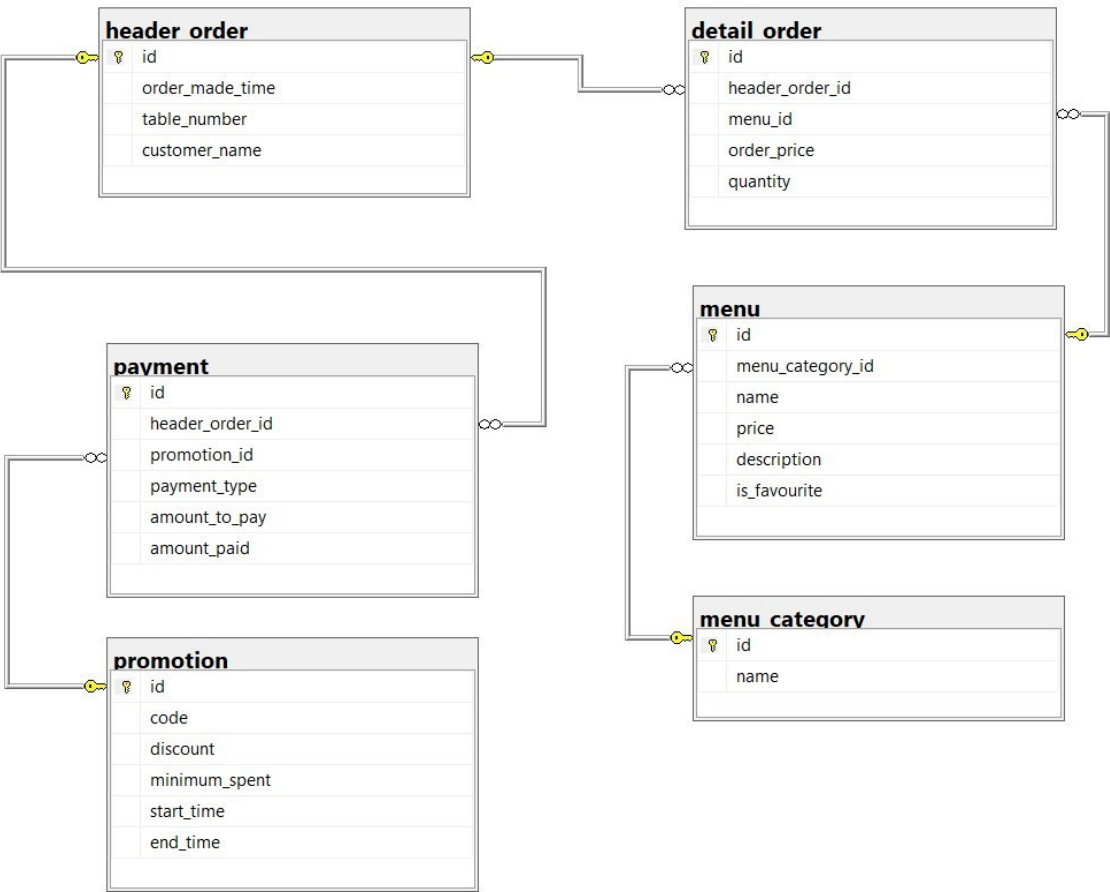 header_order
id
order_made_time
table_number
customer_name
detail_order
id
header_order_id
menu_id
order_price
quantity
payment
id
header_order_id
promotion_id
payment_type
amount_to_pay
amount_paid
menu
id
menu_category_id
name
price
description
is_favourite
promotion
id
code
discount
minimum_spent
start_time
end_time
menu_category
id
name